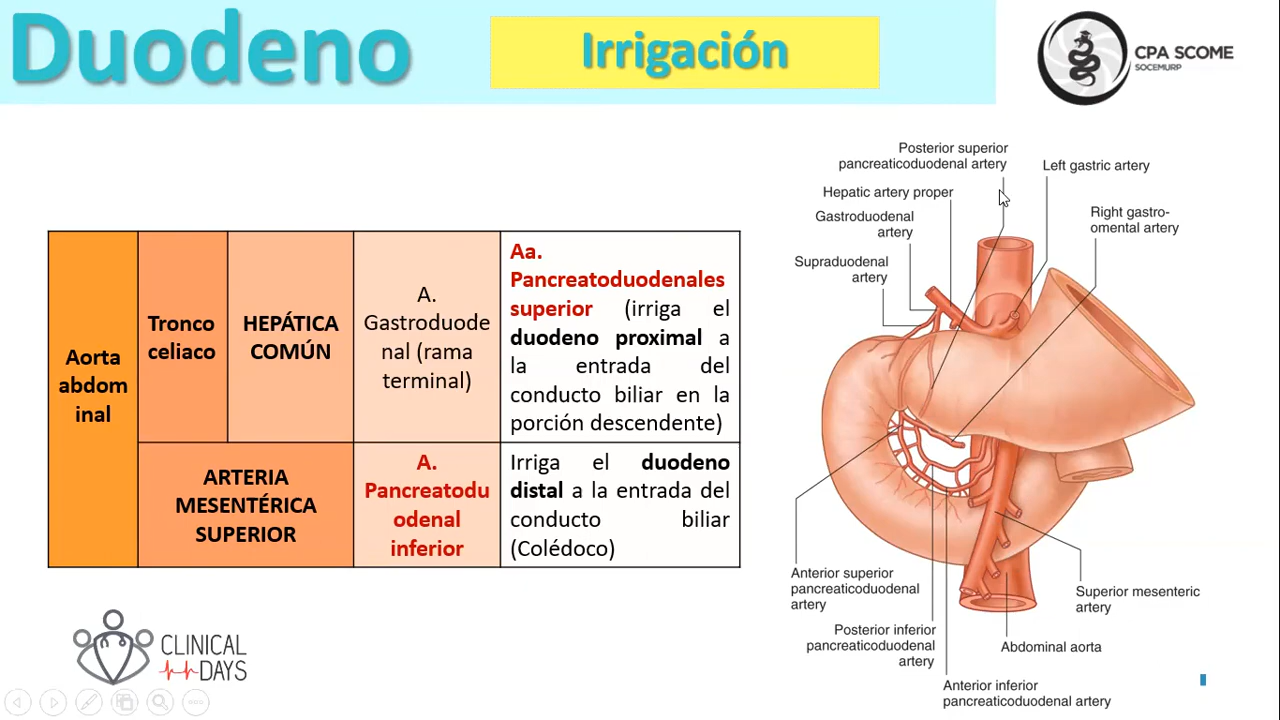 Duodeno
Irrigación
CPA SCOME
SOCEMURP
Aorta
abdom
inal
Tronco
celiaco
HEPÁTICA
COMÚN
A.
Gastroduode
nal (rama
terminal)
Aa.
Pancreatoduodenales
superior (irriga el
duodeno proximal a
la entrada del
conducto biliar en la
porción descendente)
ARTERIA
MESENTÉRICA
SUPERIOR
A.
Pancreatodu
odenal
inferior
Irriga el duodeno
distal a la entrada del
conducto biliar
(Colédoco)
Posterior superior
pancreaticoduodenal artery
Left gastric artery
Hepatic artery proper
Right gastro-
omental artery
Gastroduodenal
artery
Supraduodenal
artery
Anterior superior
pancreaticoduodenal
artery
Superior mesenteric
artery
Posterior inferior
pancreaticoduodenal
artery
Abdominal aorta
Anterior inferior
pancreaticoduodenal artery
CLINICAL
DAYS